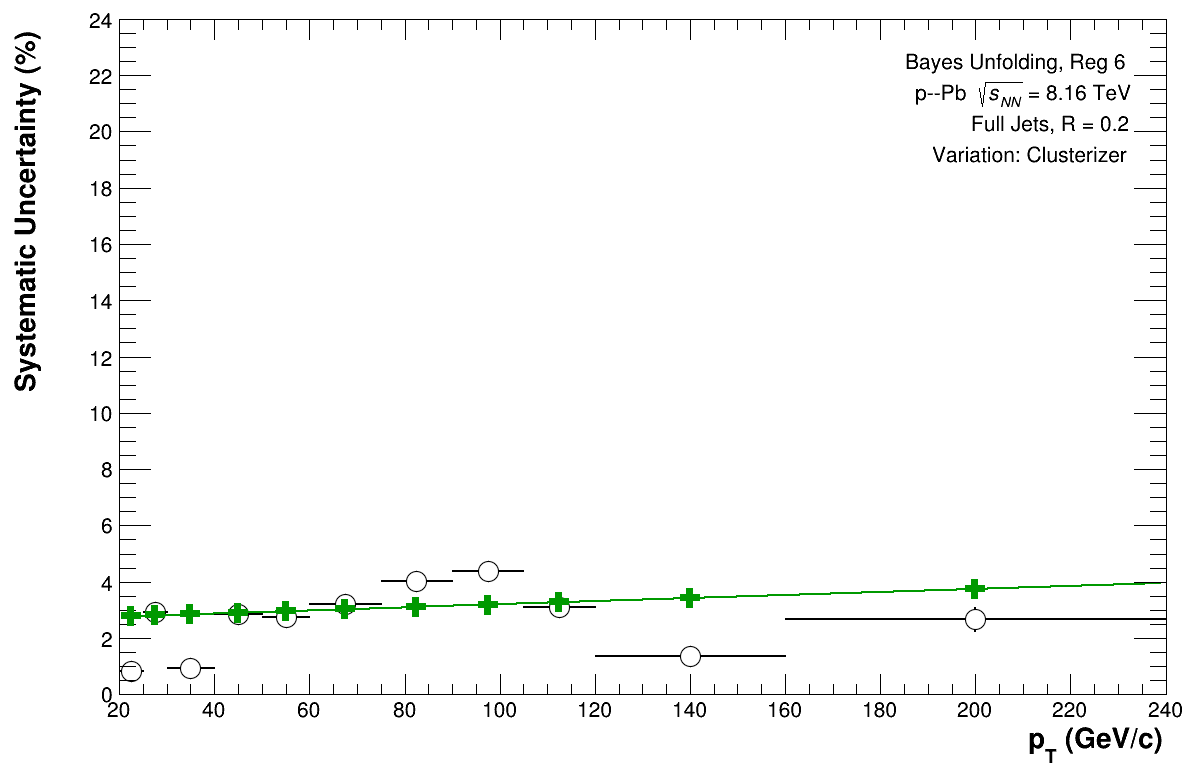 Systematic Uncertainty (%)
24
22
20
18
16
14
12
10
8
6
4
2
0
Bayes Unfolding, Reg 6
p--Pb √sNN = 8.16 TeV
Full Jets, R = 0.2
Variation: Clusterizer
20 40 60 80 100 120 140 160 180 200 220 240
pT (GeV/c)